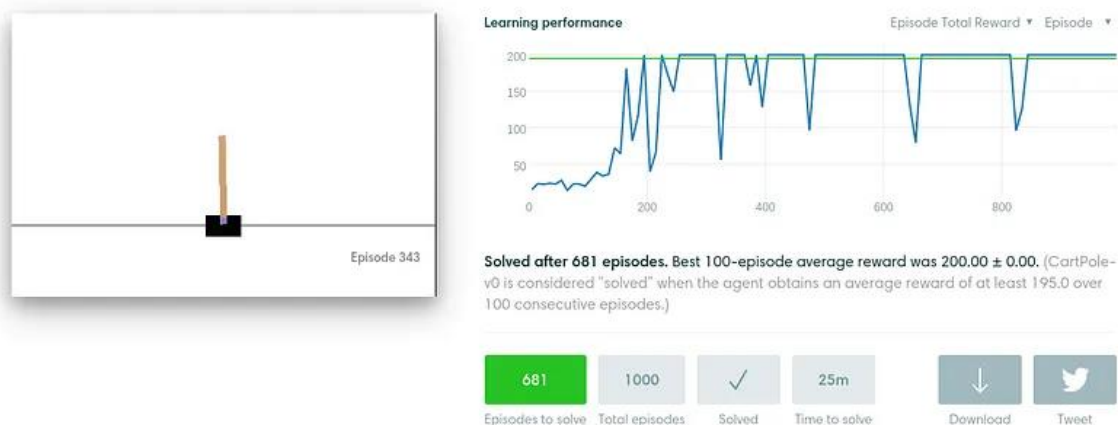 Episode 343
Learning performance
Episode Total Reward ▼ Episode ▼
200
150
100
50
0 200 400 600 800
Solved after 681 episodes. Best 100-episode average reward was 200.00 ± 0.00. (CartPole-
v0 is considered "solved" when the agent obtains an average reward of at least 195.0 over
100 consecutive episodes.)
681 1000 25m
Episodes to solve Total episodes Solved Time to solve Download Tweet